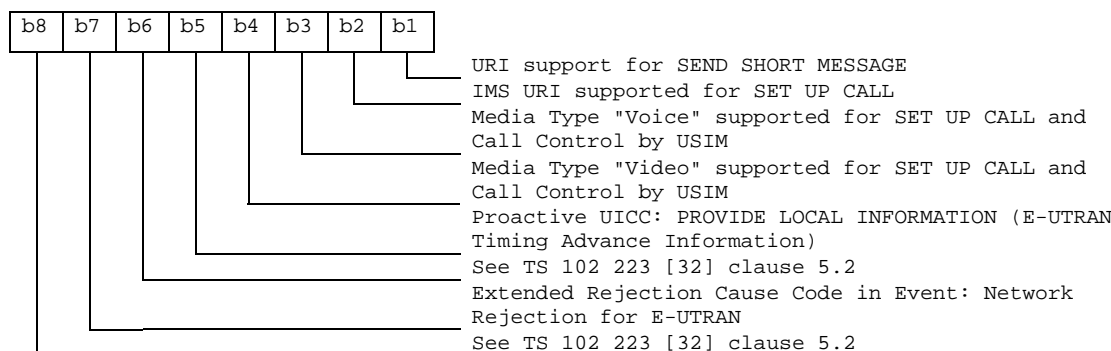 b8 b7 b6 b5 b4 b3 b2 b1
URI support for SEND SHORT MESSAGE
IMS URI supported for SET UP CALL
Media Type "Voice" supported for SET UP CALL and
Call Control by USIM
Media Type "Video" supported for SET UP CALL and
Call Control by USIM
Proactive UICC: PROVIDE LOCAL INFORMATION (E-UTRAN
Timing Advance Information)
See TS 102 223 [32] clause 5.2
Extended Rejection Cause Code in Event: Network
Rejection for E-UTRAN
See TS 102 223 [32] clause 5.2